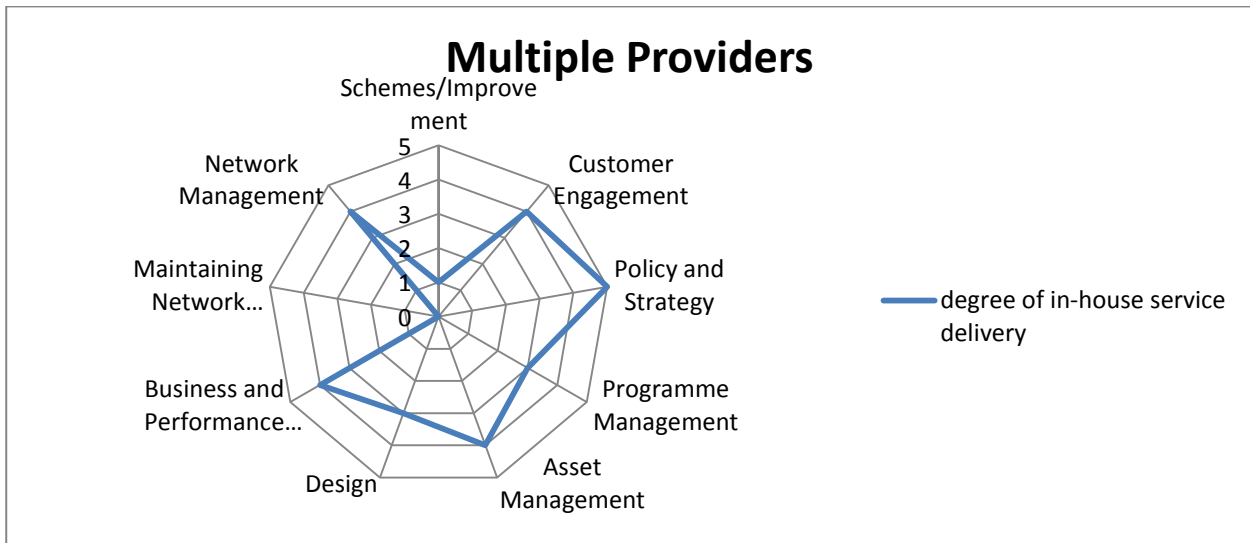 Multiple Providers
Schemes/Improve
ment
Customer
Engagement
Policy and
Strategy
Programme
Management
Asset
Management
Design
Business and
Performance...
Maintaining
Network...
Network
Management
5
4
3
2
1
0
degree of in-house service
delivery